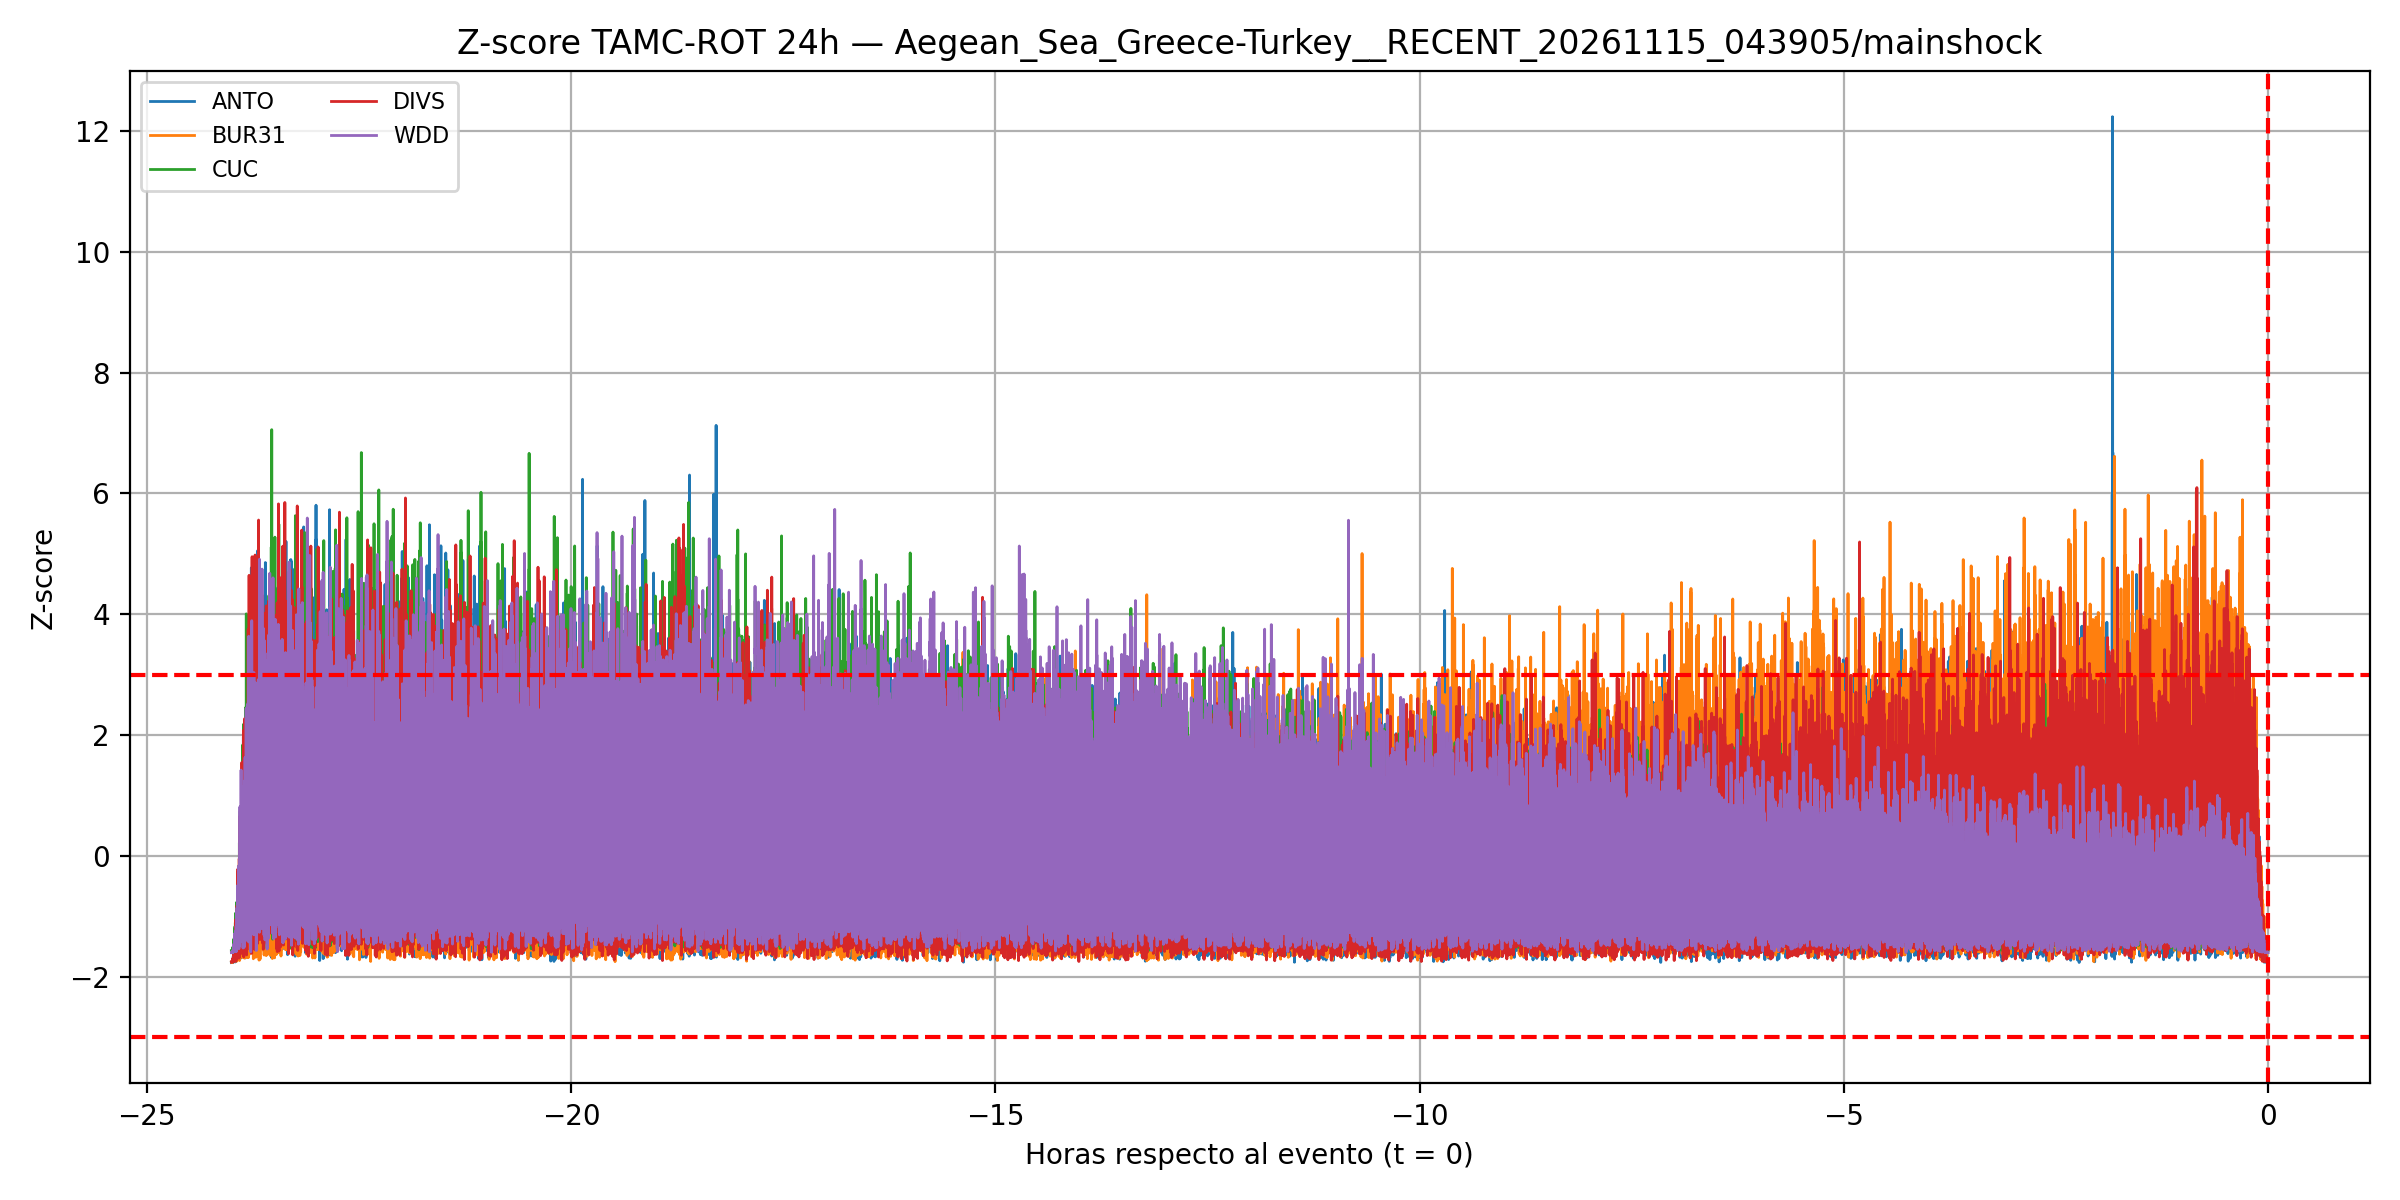 Z-score TAMC-ROT 24h — Aegean_Sea_Greece-Turkey__RECENT_20261115_043905/mainshock
ANTO
BUR31
CUC
DIVS
WDD
Z-score
12
10
8
6
4
2
0
−2
−25
−20
−15
−10
−5
0
Horas respecto al evento (t = 0)